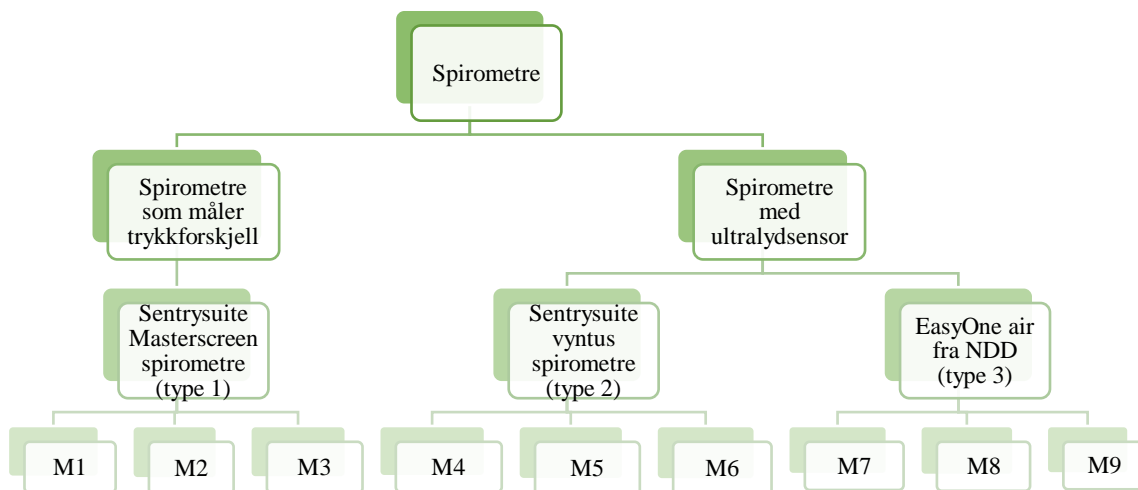 Spirometre
Spirometre
som måler
trykkforskjell
Spirometre
med
ultralydsensor
Sentrysuite
Masterscreen
spirometre
(type 1)
Sentrysuite
vyntus
spirometre
(type 2)
EasyOne air
fra NDD
(type 3)
M1
M2
M3
M4
M5
M6
M7
M8
M9